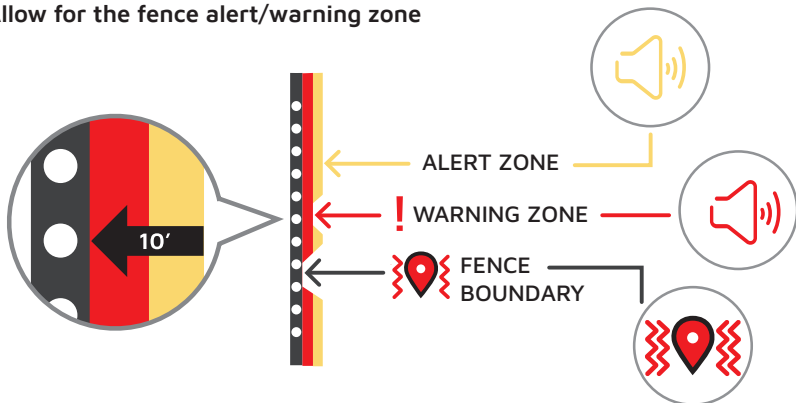 llow for the fence alert/warning zone
ALERT ZONE
! WARNING ZONE
10'
FENCE
BOUNDARY